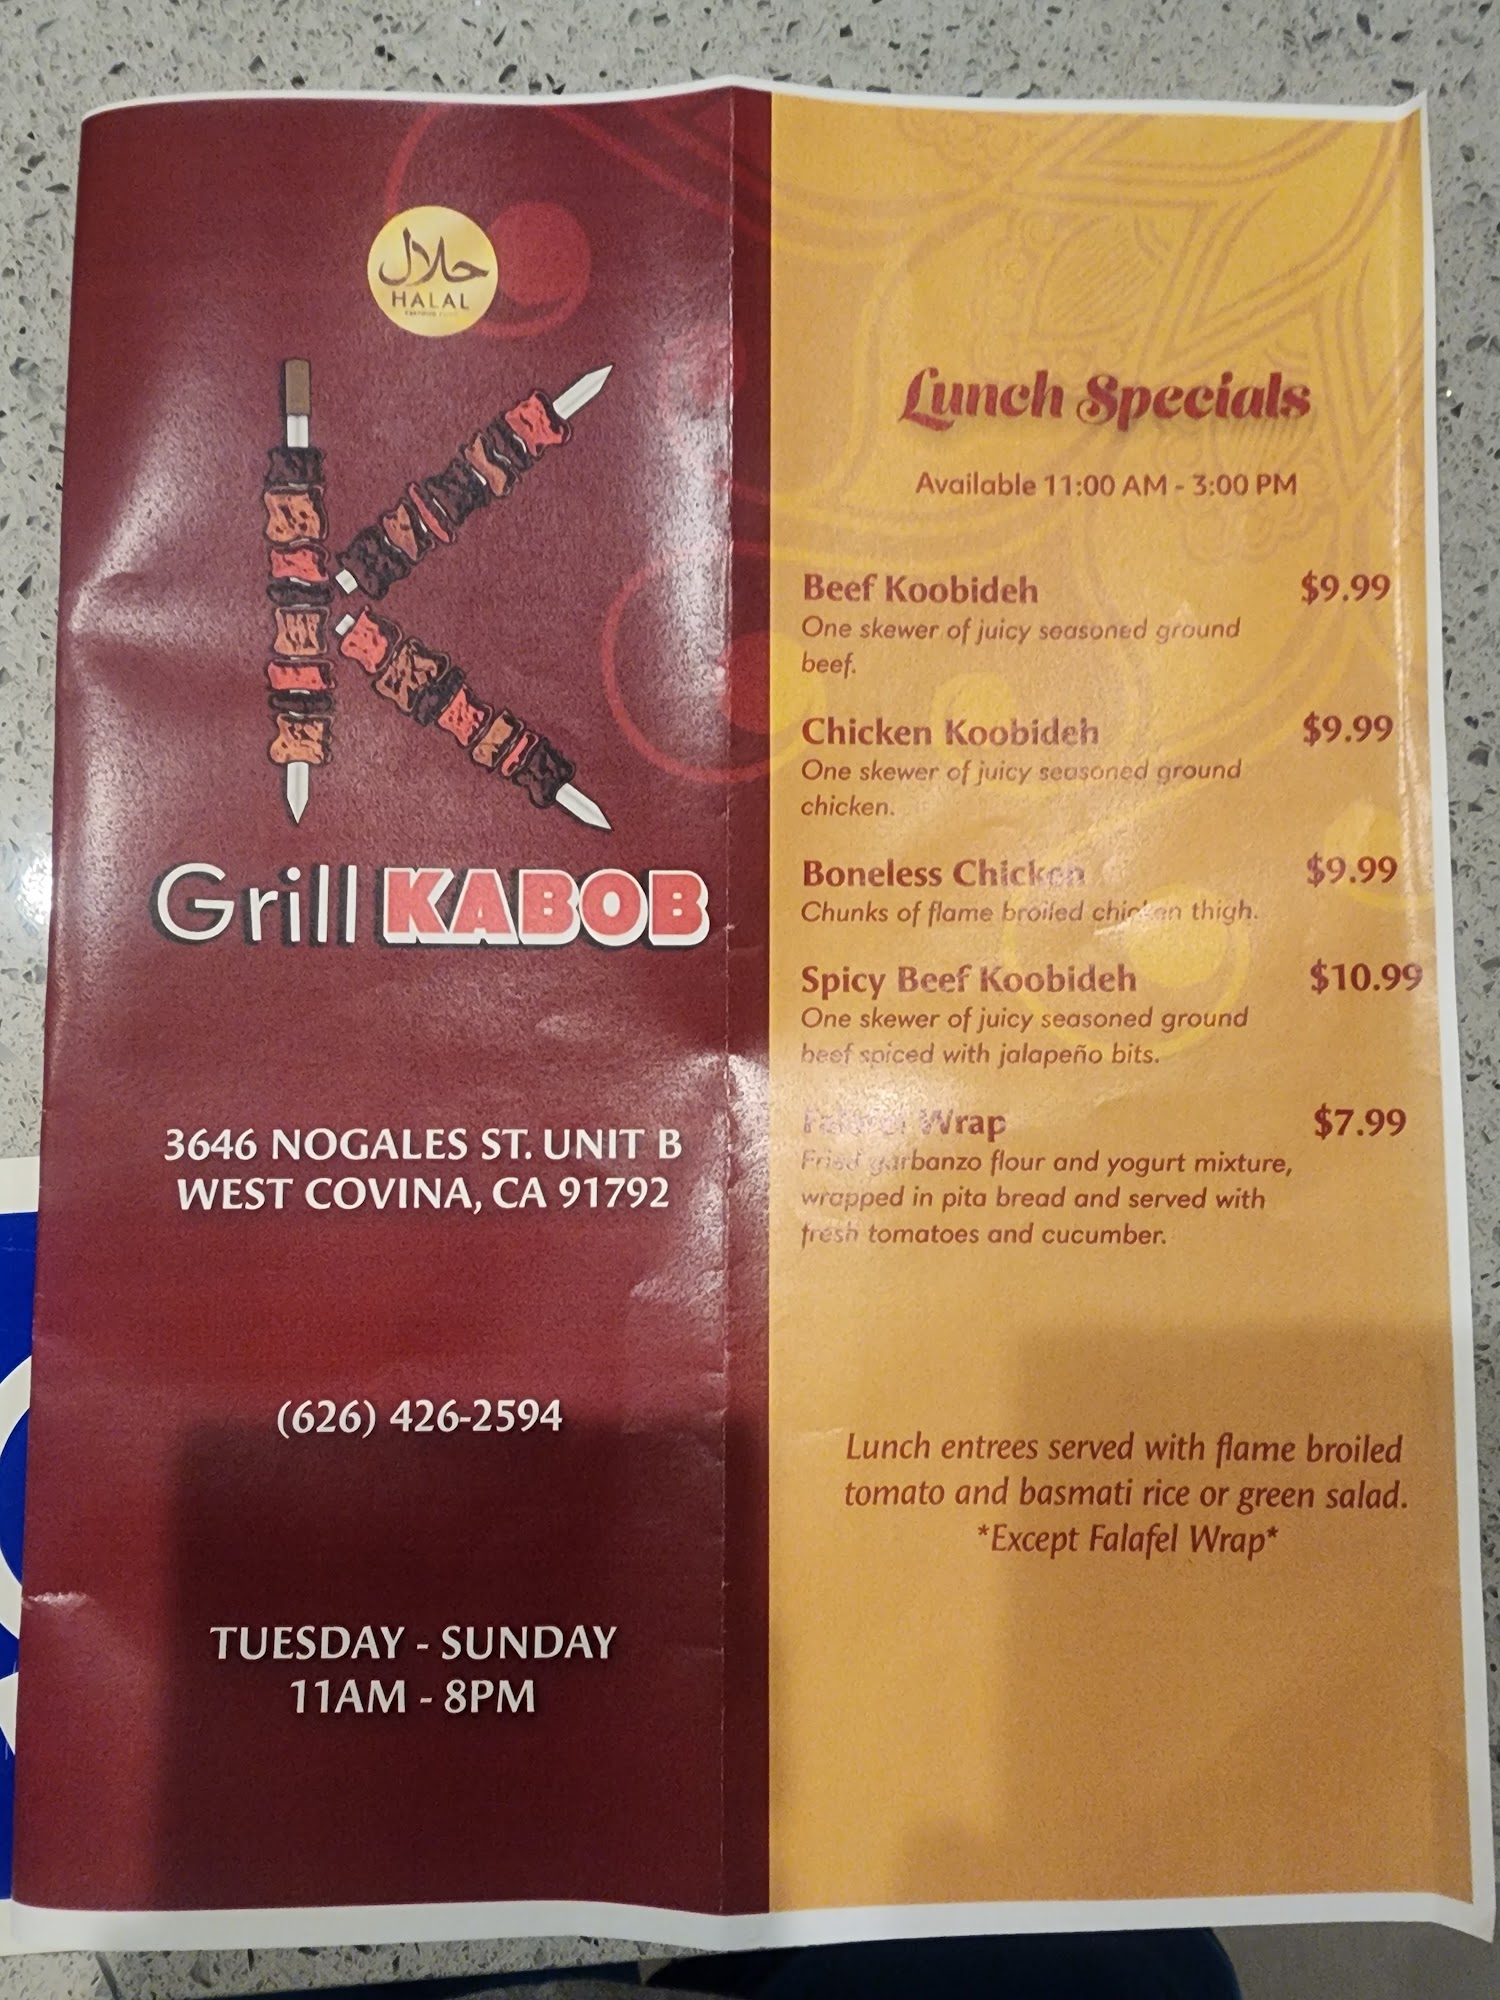 حلال
HALAL
Grill KABOB
3646 NOGALES ST. UNIT B
WEST COVINA, CA 91792
(626) 426-2594
TUESDAY - SUNDAY
11AM - 8PM
Lunch Specials
Available 11:00 AM - 3:00 PM
Beef Koobideh $9.99
One skewer of juicy seasoned ground
beef.
Chicken Koobideh $9.99
One skewer of juicy seasoned ground
chicken.
Boneless Chicken $9.99
Chunks of flame broiled chicken thigh.
Spicy Beef Koobideh $10.99
One skewer of juicy seasoned ground
beef spiced with jalapeño bits.
Falafel Wrap $7.99
Fried garbanzo flour and yogurt mixture,
wrapped in pita bread and served with
fresh tomatoes and cucumber.
Lunch entrees served with flame broiled
tomato and basmati rice or green salad.
*Except Falafel Wrap*